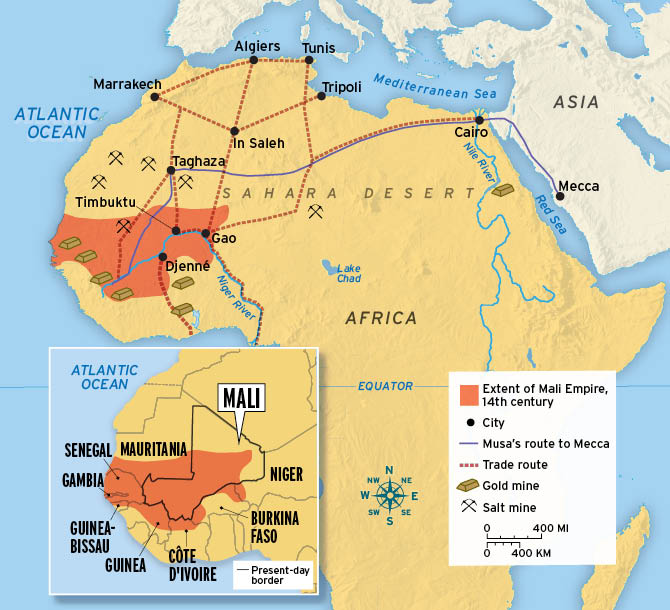 Algiers
Tunis
Marrakech
Tripoli
Mediterranean Sea
ASIA
ATLANTIC
OCEAN
In Saleh
Cairo
Taghaza
Nile River
Mecca
Timbuktu
SAHARA DESERT
Red Sea
Gao
Djenné
Niger River
Lake
Chad
AFRICA
EQUATOR
ATLANTIC
OCEAN
MALI
SENEGAL
MAURITANIA
GAMBIA
NIGER
GUINEA-
BISSAU
BURKINA
FASO
GUINEA
CÔTE
D'IVOIRE
Present-day
border
N
NW
NE
W
E
SW
SE
S
Extent of Mali Empire,
14th century
City
Musa's route to Mecca
Trade route
Gold mine
Salt mine
0 400 MI
0 400 KM